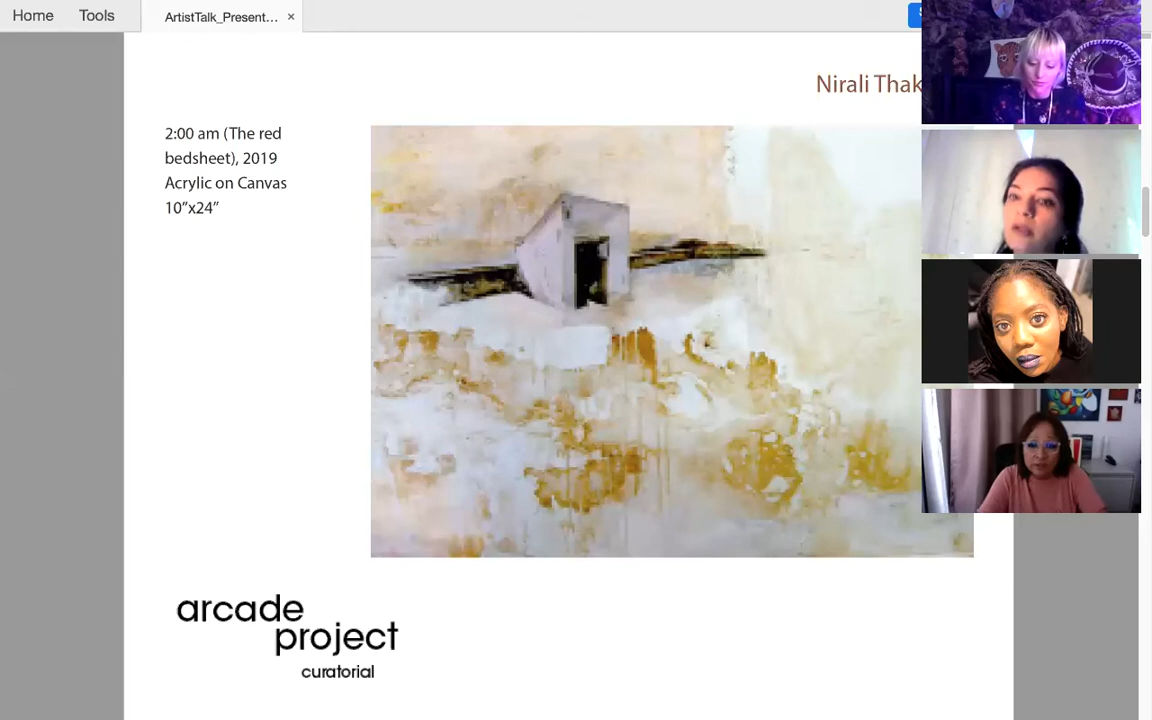 Home Tools ArtistTalk_Present... ×
Nirali Thak
2:00 am (The red
bedsheet), 2019
Acrylic on Canvas
10”x24”
arcade
project
curatorial